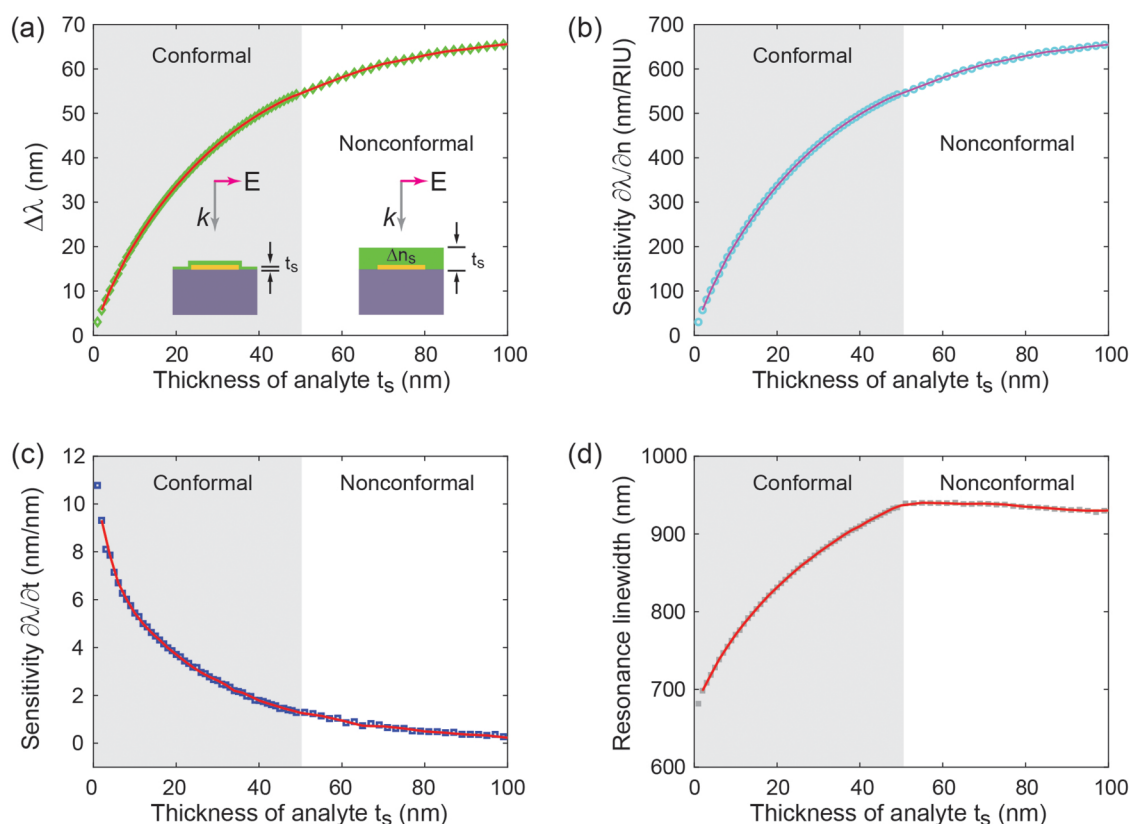 (a)
70
60
50
40
30
20
10
0
Δλ (nm)
Conformal
Nonconformal
E
k
tₛ
E
k
Δnₛ
tₛ
0 20 40 60 80 100
Thickness of analyte tₛ (nm)
(b)
700
600
500
400
300
200
100
0
Sensitivity ∂λ/∂n (nm/RIU)
Conformal
Nonconformal
0 20 40 60 80 100
Thickness of analyte tₛ (nm)
(c)
12
10
8
6
4
2
0
Sensitivity ∂λ/∂t (nm/nm)
Conformal Nonconformal
0 20 40 60 80 100
Thickness of analyte tₛ (nm)
(d)
1000
900
800
700
600
Resonance linewidth (nm)
Conformal Nonconformal
0 20 40 60 80 100
Thickness of analyte tₛ (nm)